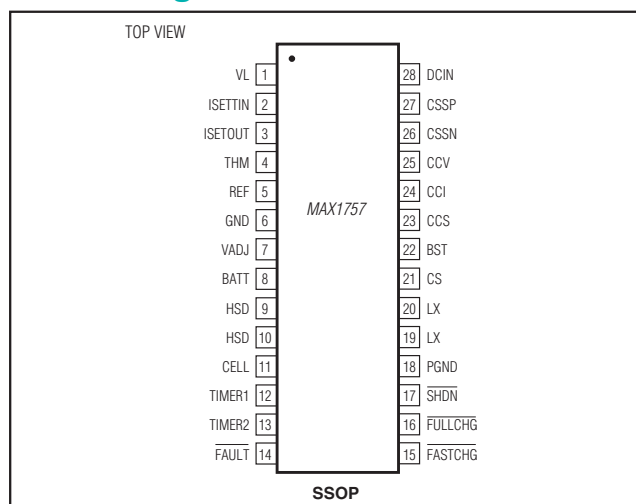 TOP VIEW
VL 1
ISETTIN 2
ISETOUT 3
THM 4
REF 5
GND 6
VADJ 7
BATT 8
HSD 9
HSD 10
CELL 11
TIMER1 12
TIMER2 13
FAULT 14
MAX1757
28 DCIN
27 CSSP
26 CSSN
25 CCV
24 CCI
23 CCS
22 BST
21 CS
20 LX
19 LX
18 PGND
17 SHDN
16 FULLCHG
15 FASTCHG
SSOP